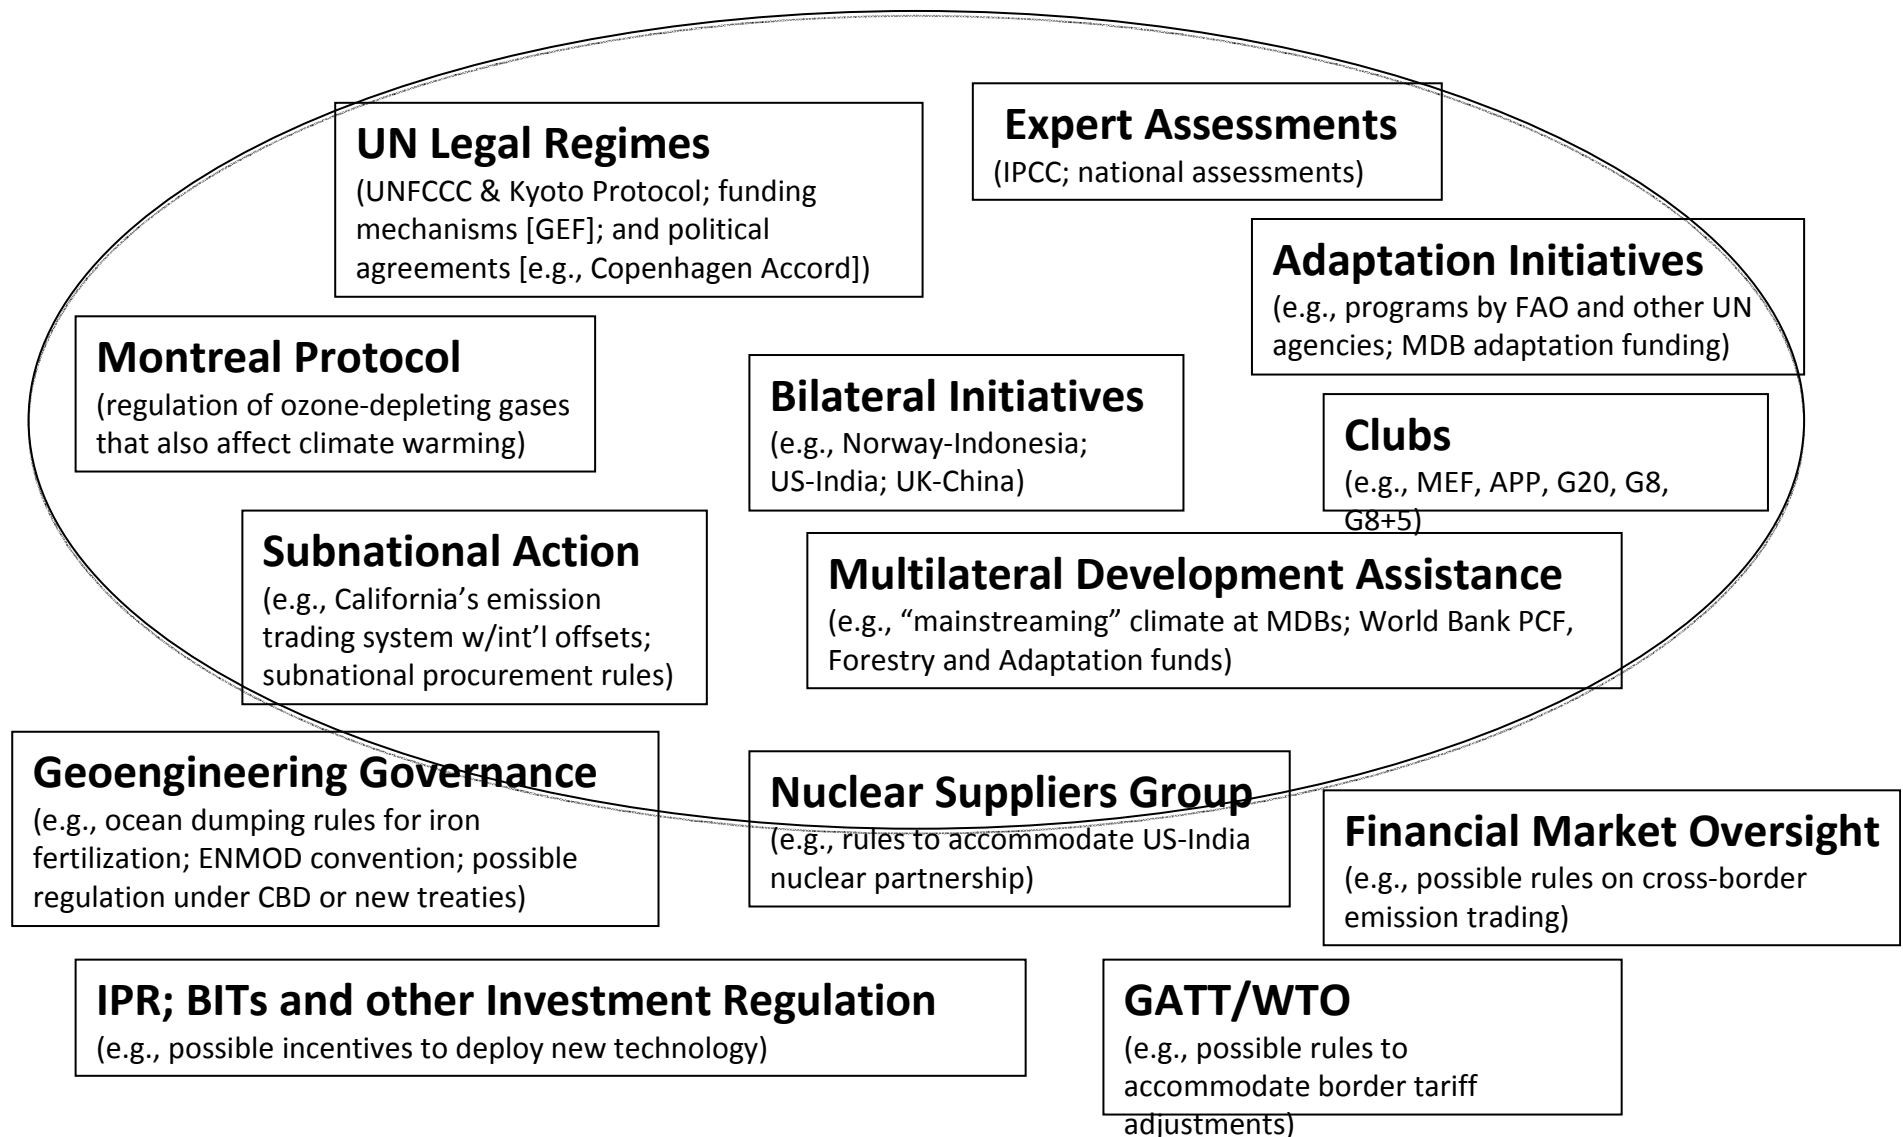 UN Legal Regimes
(UNFCCC & Kyoto Protocol; funding
mechanisms [GEF]; and political
agreements [e.g., Copenhagen Accord])
Expert Assessments
(IPCC; national assessments)
Adaptation Initiatives
(e.g., programs by FAO and other UN
agencies; MDB adaptation funding)
Montreal Protocol
(regulation of ozone-depleting gases
that also affect climate warming)
Bilateral Initiatives
(e.g., Norway-Indonesia;
US-India; UK-China)
Clubs
(e.g., MEF, APP, G20, G8,
G8+5)
Subnational Action
(e.g., California’s emission
trading system w/int’l offsets;
subnational procurement rules)
Multilateral Development Assistance
(e.g., “mainstreaming” climate at MDBs; World Bank PCF,
Forestry and Adaptation funds)
Geoengineering Governance
(e.g., ocean dumping rules for iron
fertilization; ENMOD convention; possible
regulation under CBD or new treaties)
Nuclear Suppliers Group
(e.g., rules to accommodate US-India
nuclear partnership)
Financial Market Oversight
(e.g., possible rules on cross-border
emission trading)
IPR; BITs and other Investment Regulation
(e.g., possible incentives to deploy new technology)
GATT/WTO
(e.g., possible rules to
accommodate border tariff
adjustments)